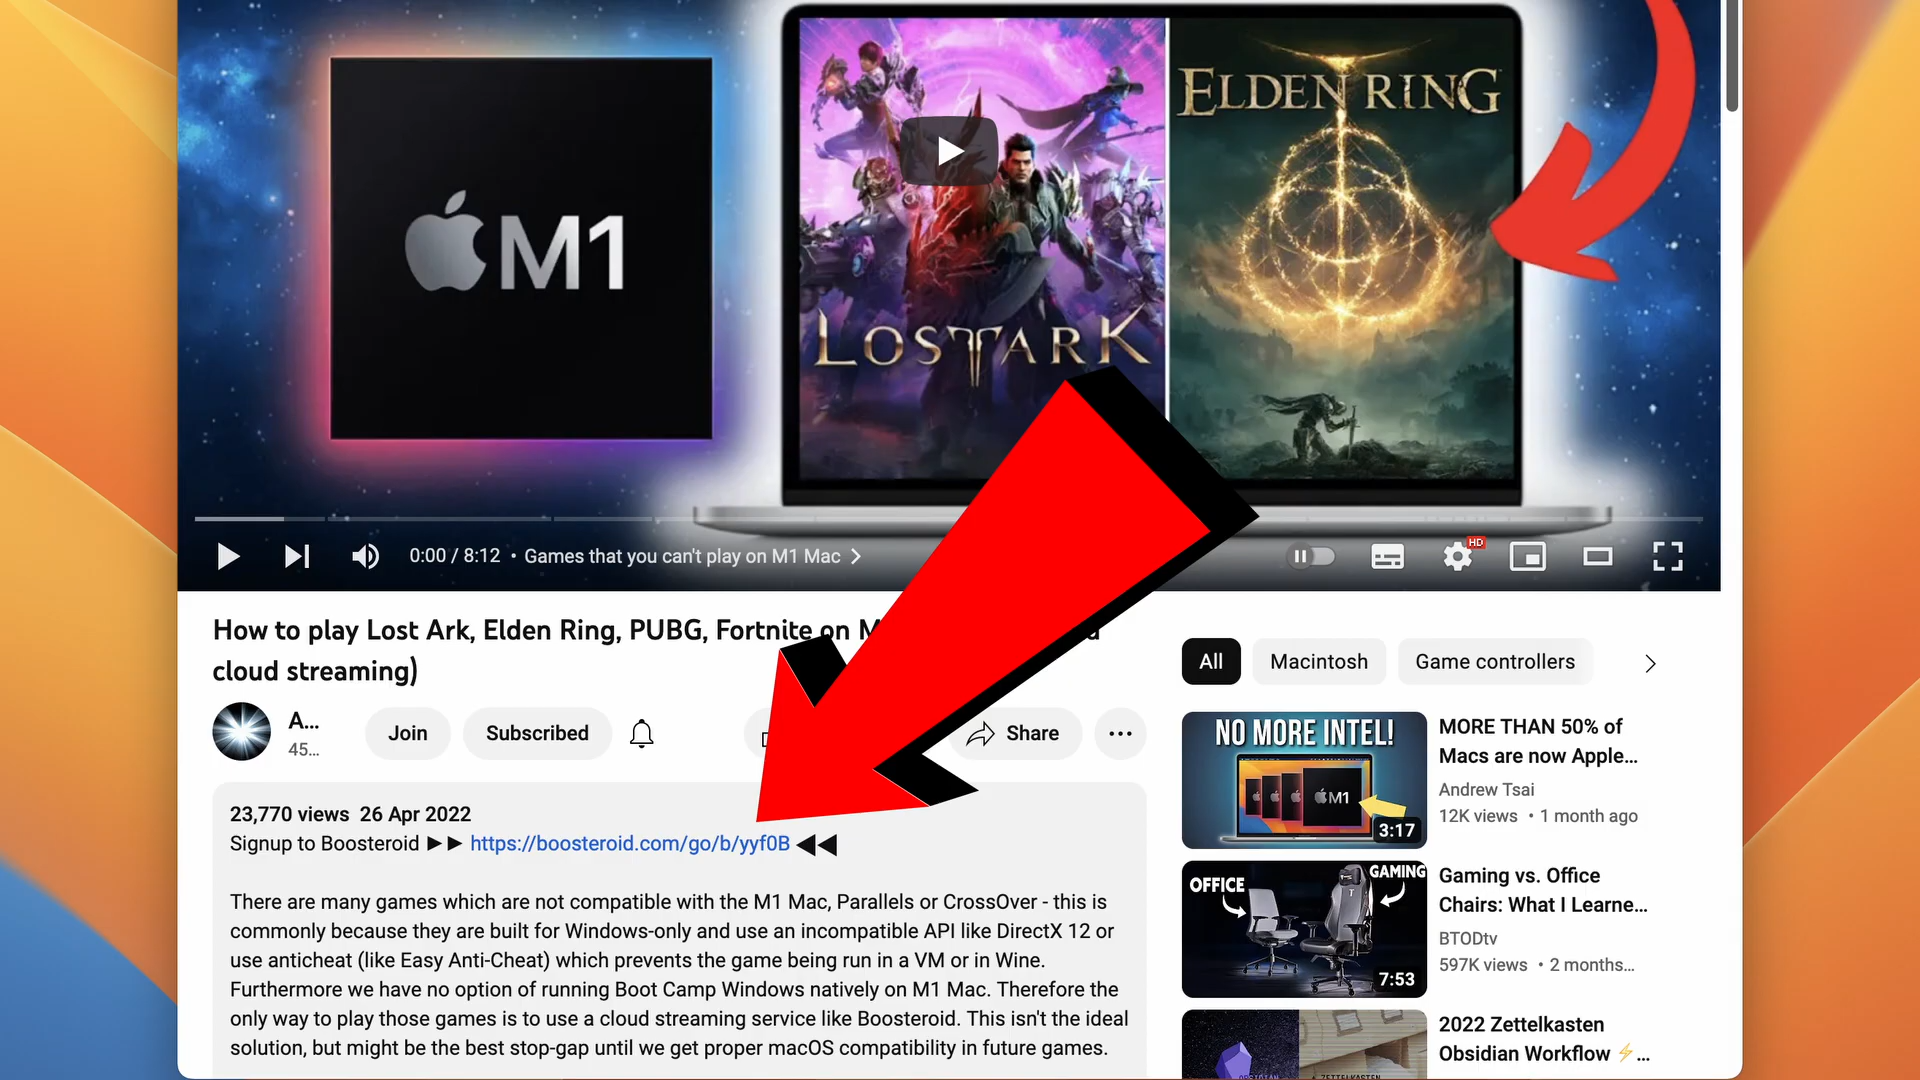 M1
LOST ARK
ELDEN RING
0:00 / 8:12 • Games that you can't play on M1 Mac
HD
How to play Lost Ark, Elden Ring, PUBG, Fortnite on
cloud streaming)
A...
45...
Join
Subscribed
Share
23,770 views 26 Apr 2022
Signup to Boosteroid ►► https://boosteroid.com/go/b/yyf0B ◀◀
There are many games which are not compatible with the M1 Mac, Parallels or CrossOver - this is
commonly because they are built for Windows-only and use an incompatible API like DirectX 12 or
use anticheat (like Easy Anti-Cheat) which prevents the game being run in a VM or in Wine.
Furthermore we have no option of running Boot Camp Windows natively on M1 Mac. Therefore the
only way to play those games is to use a cloud streaming service like Boosteroid. This isn't the ideal
solution, but might be the best stop-gap until we get proper macOS compatibility in future games.
All
Macintosh
Game controllers
NO MORE INTEL!
M1
3:17
MORE THAN 50% of
Macs are now Apple...
Andrew Tsai
12K views • 1 month ago
OFFICE
GAMING
7:53
Gaming vs. Office
Chairs: What I Learne...
BTODtv
597K views • 2 months...
2022 Zettelkasten
Obsidian Workflow ⚡...